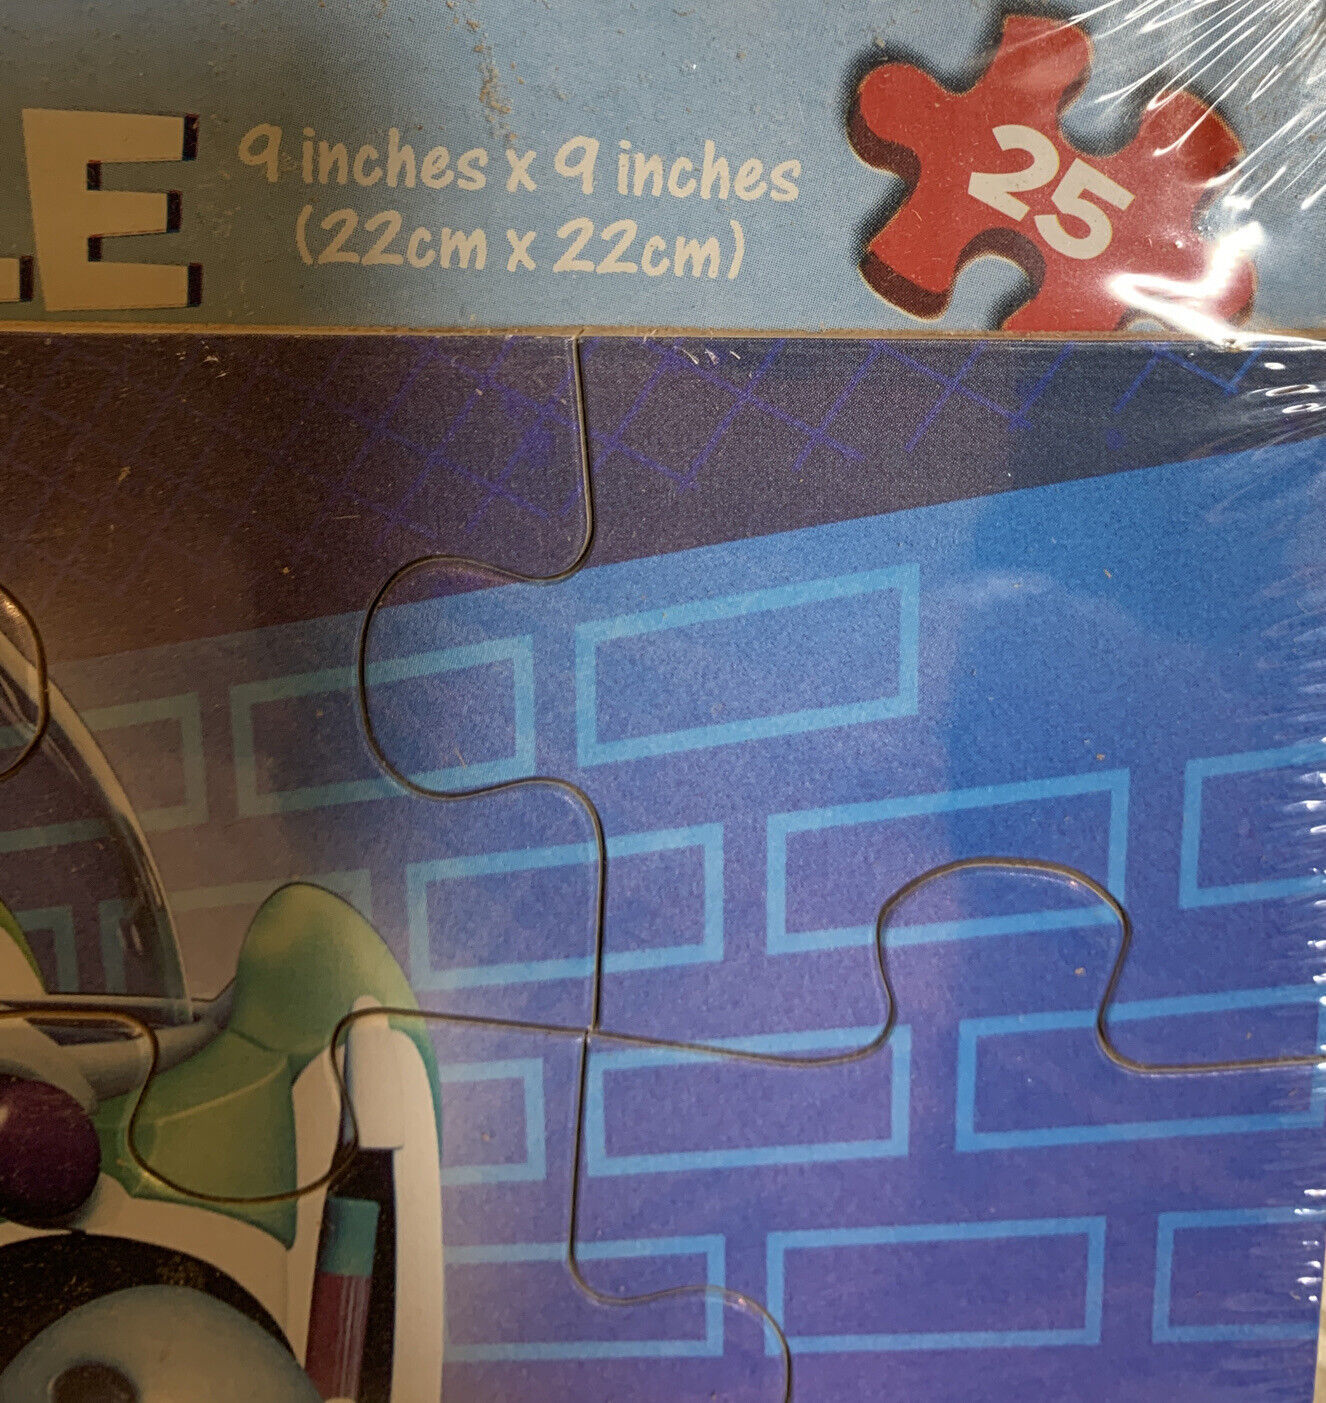 E
9 inches x 9 inches
(22cm x 22cm)
25